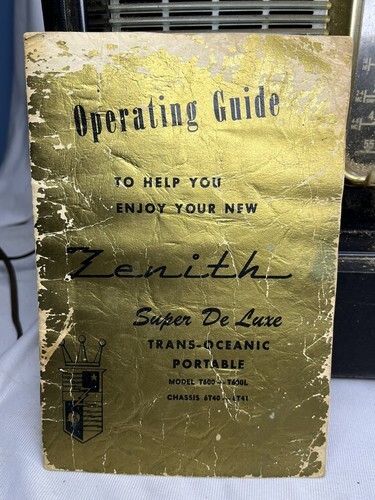 Operating Guide
TO HELP YOU
ENJOY YOUR NEW
Zenith
Super De Luxe
TRANS-OCEANIC
PORTABLE
MODEL T600 — T600L
CHASSIS 6T40 — 6T41